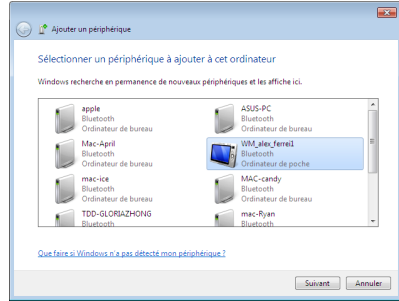 Ajouter un périphérique
Sélectionner un périphérique à ajouter à cet ordinateur
Windows recherche en permanence de nouveaux périphériques et les affiche ici.
apple
Bluetooth
Ordinateur de bureau
ASUS-PC
Bluetooth
Ordinateur de bureau
Mac-April
Bluetooth
Ordinateur de bureau
WM_alex_ferrei1
Bluetooth
Ordinateur de poche
mac-ice
Bluetooth
Ordinateur de bureau
MAC-candy
Bluetooth
Ordinateur de bureau
TDD-GLORIAZHONG
Bluetooth
mac-Ryan
Bluetooth
Que faire si Windows n'a pas détecté mon périphérique ?
Suivant
Annuler